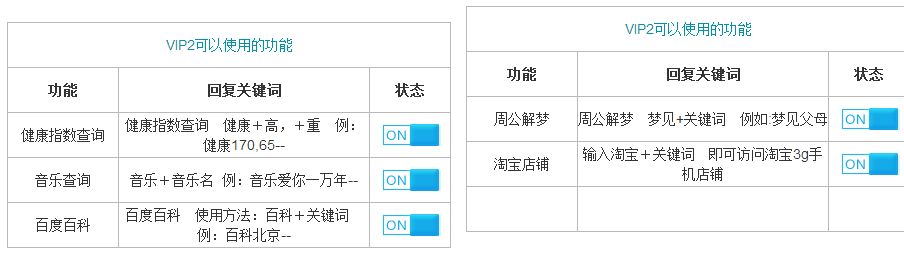 VIP2可以使用的功能
功能 回复关键词 状态
健康指数查询 健康指数查询 健康＋高，＋重 例：
健康170,65-- ON
音乐查询 音乐＋音乐名 例：音乐爱你一万年-- ON
百度百科 百度百科 使用方法：百科＋关键词
例：百科北京-- ON
VIP2可以使用的功能
功能 回复关键词 状态
周公解梦 周公解梦 梦见+关键词 例如:梦见父母 ON
淘宝店铺 输入淘宝＋关键词 即可访问淘宝3g手
机店铺 ON